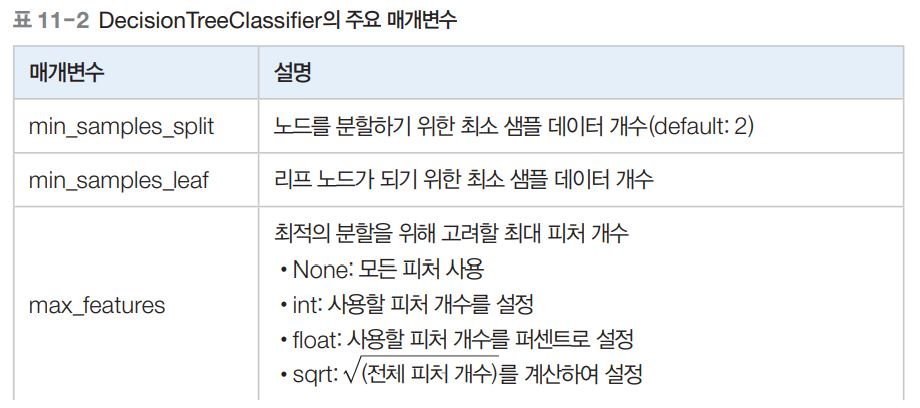 표 11-2 DecisionTreeClassifier의 주요 매개변수
매개변수 설명
min_samples_split 노드를 분할하기 위한 최소 샘플 데이터 개수(default: 2)
min_samples_leaf 리프 노드가 되기 위한 최소 샘플 데이터 개수
max_features
최적의 분할을 위해 고려할 최대 피처 개수
• None: 모든 피처 사용
• int: 사용할 피처 개수를 설정
• float: 사용할 피처 개수를 퍼센트로 설정
• sqrt: √(전체 피처 개수)를 계산하여 설정